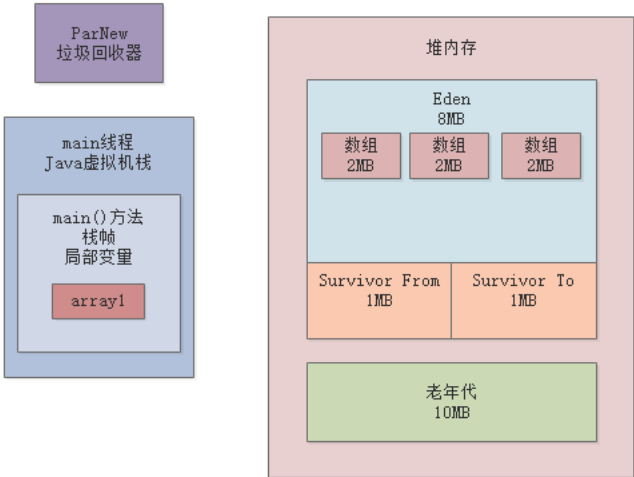 ParNew
垃圾回收器
main线程
Java虚拟机栈
main()方法
栈帧
局部变量
array1
堆内存
Eden
8MB
数组
2MB
数组
2MB
数组
2MB
Survivor From
1MB
Survivor To
1MB
老年代
10MB